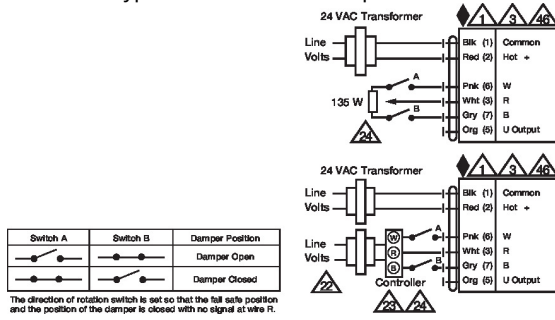 24 VAC Transformer
1 3 46
Line
Volts
Blk (1) Common
Red (2) Hot +
A
Pnk (6) W
135 W
Wht (3) R
B
Gry (7) B
Org (5) U Output
24
24 VAC Transformer
1 3 46
Line
Volts
Blk (1) Common
Red (2) Hot +
A
W
Pnk (6) W
Line
Volts
R
Wht (3) R
B
B
Gry (7) B
Org (5) U Output
22
Controller
23 24
Switch A Switch B Damper Position
Damper Open
Damper Closed
The direction of rotation switch is set so that the fail safe position
and the position of the damper is closed with no signal at wire R.